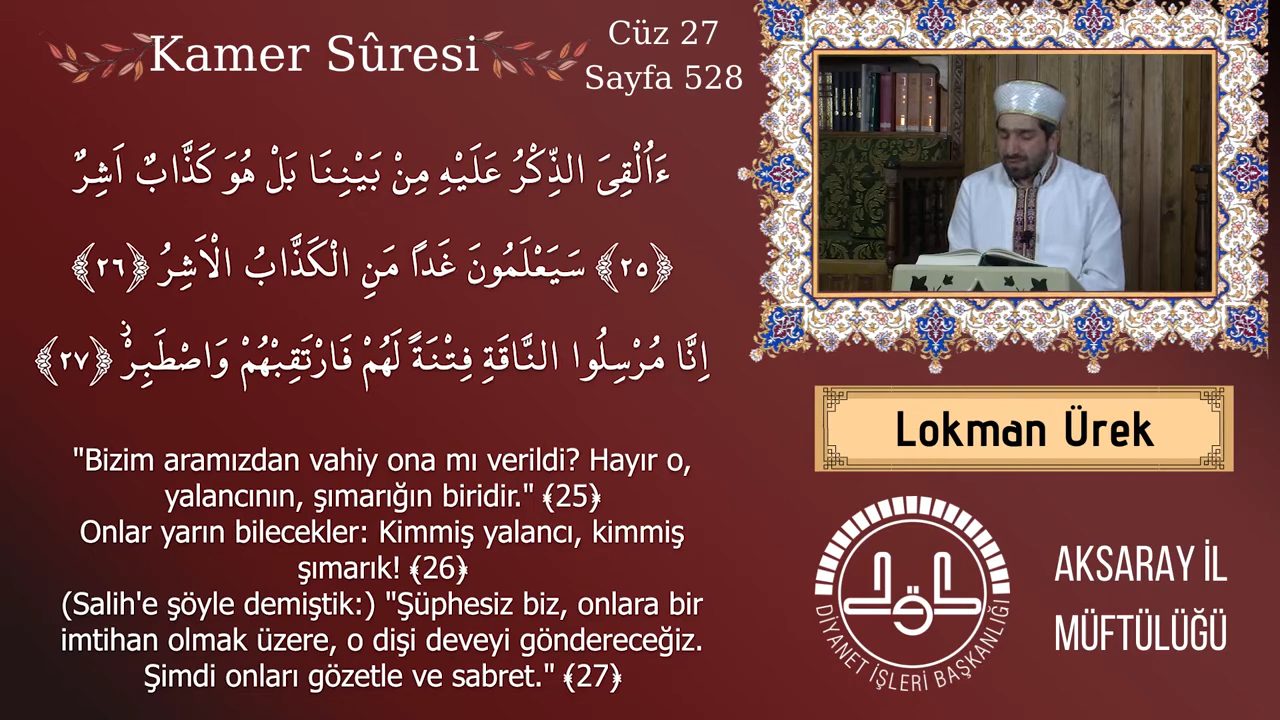 Kamer Sûresi
Cüz 27
Sayfa 528
ءَاُلْقِىَ الذِّكْرُ عَلَيْهِ مِنْ بَيْنِنَا بَلْ هُوَ كَذَّابٌ اَشِرٌ
﴿٢٥﴾ سَيَعْلَمُونَ غَداً مَنِ الْكَذَّابُ الْاَشِرُ ﴿٢٦﴾
اِنَّا مُرْسِلُوا النَّاقَةِ فِتْنَةً لَهُمْ فَارْتَقِبْهُمْ وَاصْطَبِرْۘ ﴿٢٧﴾
"Bizim aramızdan vahiy ona mı verildi? Hayır o,
yalancının, şımarığın biridir." ﴾25﴿
Onlar yarın bilecekler: Kimmiş yalancı, kimmiş
şımarık! ﴾26﴿
(Salih'e şöyle demiştik:) "Şüphesiz biz, onlara bir
imtihan olmak üzere, o dişi deveyi göndereceğiz.
Şimdi onları gözetle ve sabret." ﴾27﴿
Lokman Ürek
DİYANET İŞLERİ BAŞKANLIĞI
AKSARAY İL
MÜFTÜLÜĞÜ